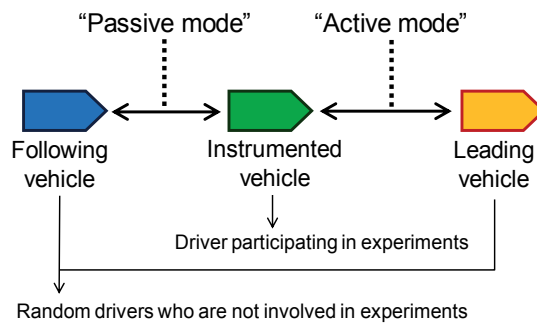 “Passive mode” “Active mode”
Following vehicle
Instrumented vehicle
Leading vehicle
Driver participating in experiments
Random drivers who are not involved in experiments